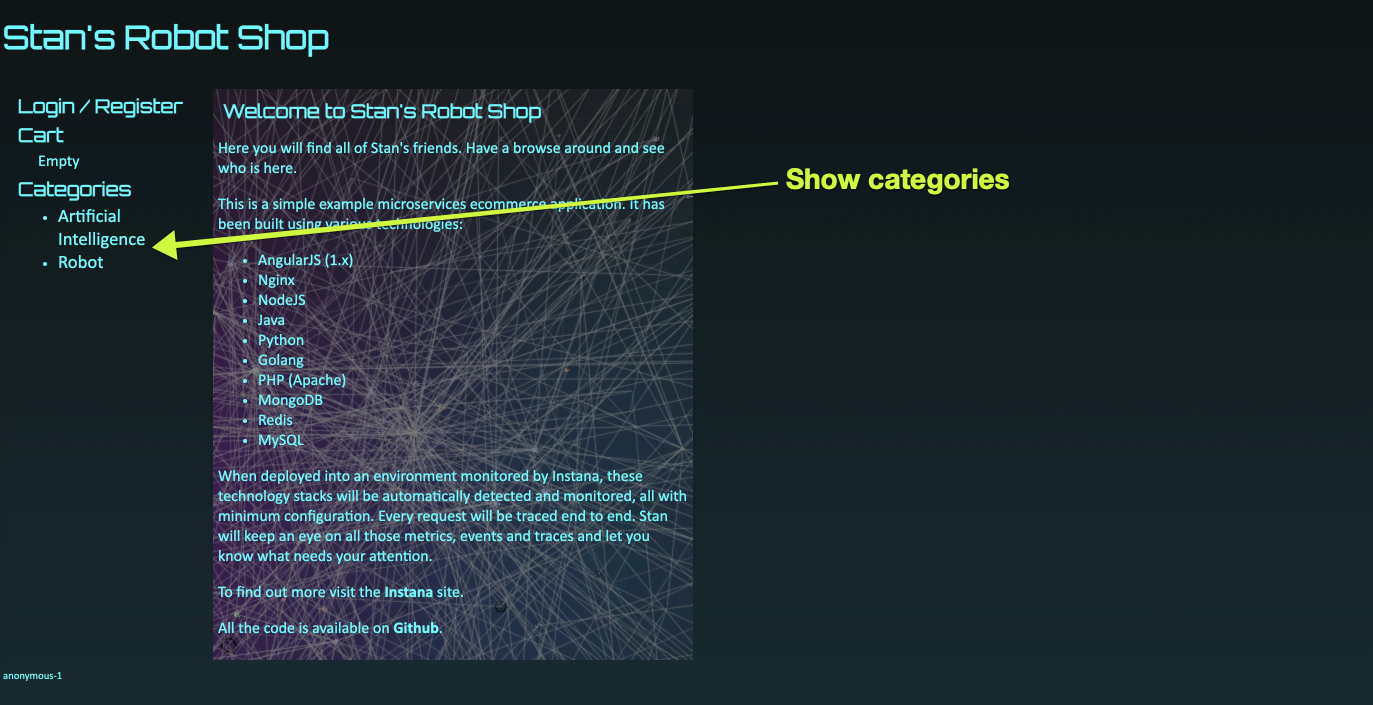 Stan's Robot Shop
Login / Register
Cart
Empty
Categories
• Artificial
Intelligence
• Robot
Welcome to Stan's Robot Shop
Here you will find all of Stan's friends. Have a browse around and see
who is here.
This is a simple example microservices ecommerce application. It has
been built using various technologies:
• AngularJS (1.x)
• Nginx
• NodeJS
• Java
• Python
• Golang
• PHP (Apache)
• MongoDB
• Redis
• MySQL
When deployed into an environment monitored by Instana, these
technology stacks will be automatically detected and monitored, all with
minimum configuration. Every request will be traced end to end. Stan
will keep an eye on all those metrics, events and traces and let you
know what needs your attention.
To find out more visit the Instana site.
All the code is available on Github.
Show categories
anonymous-1